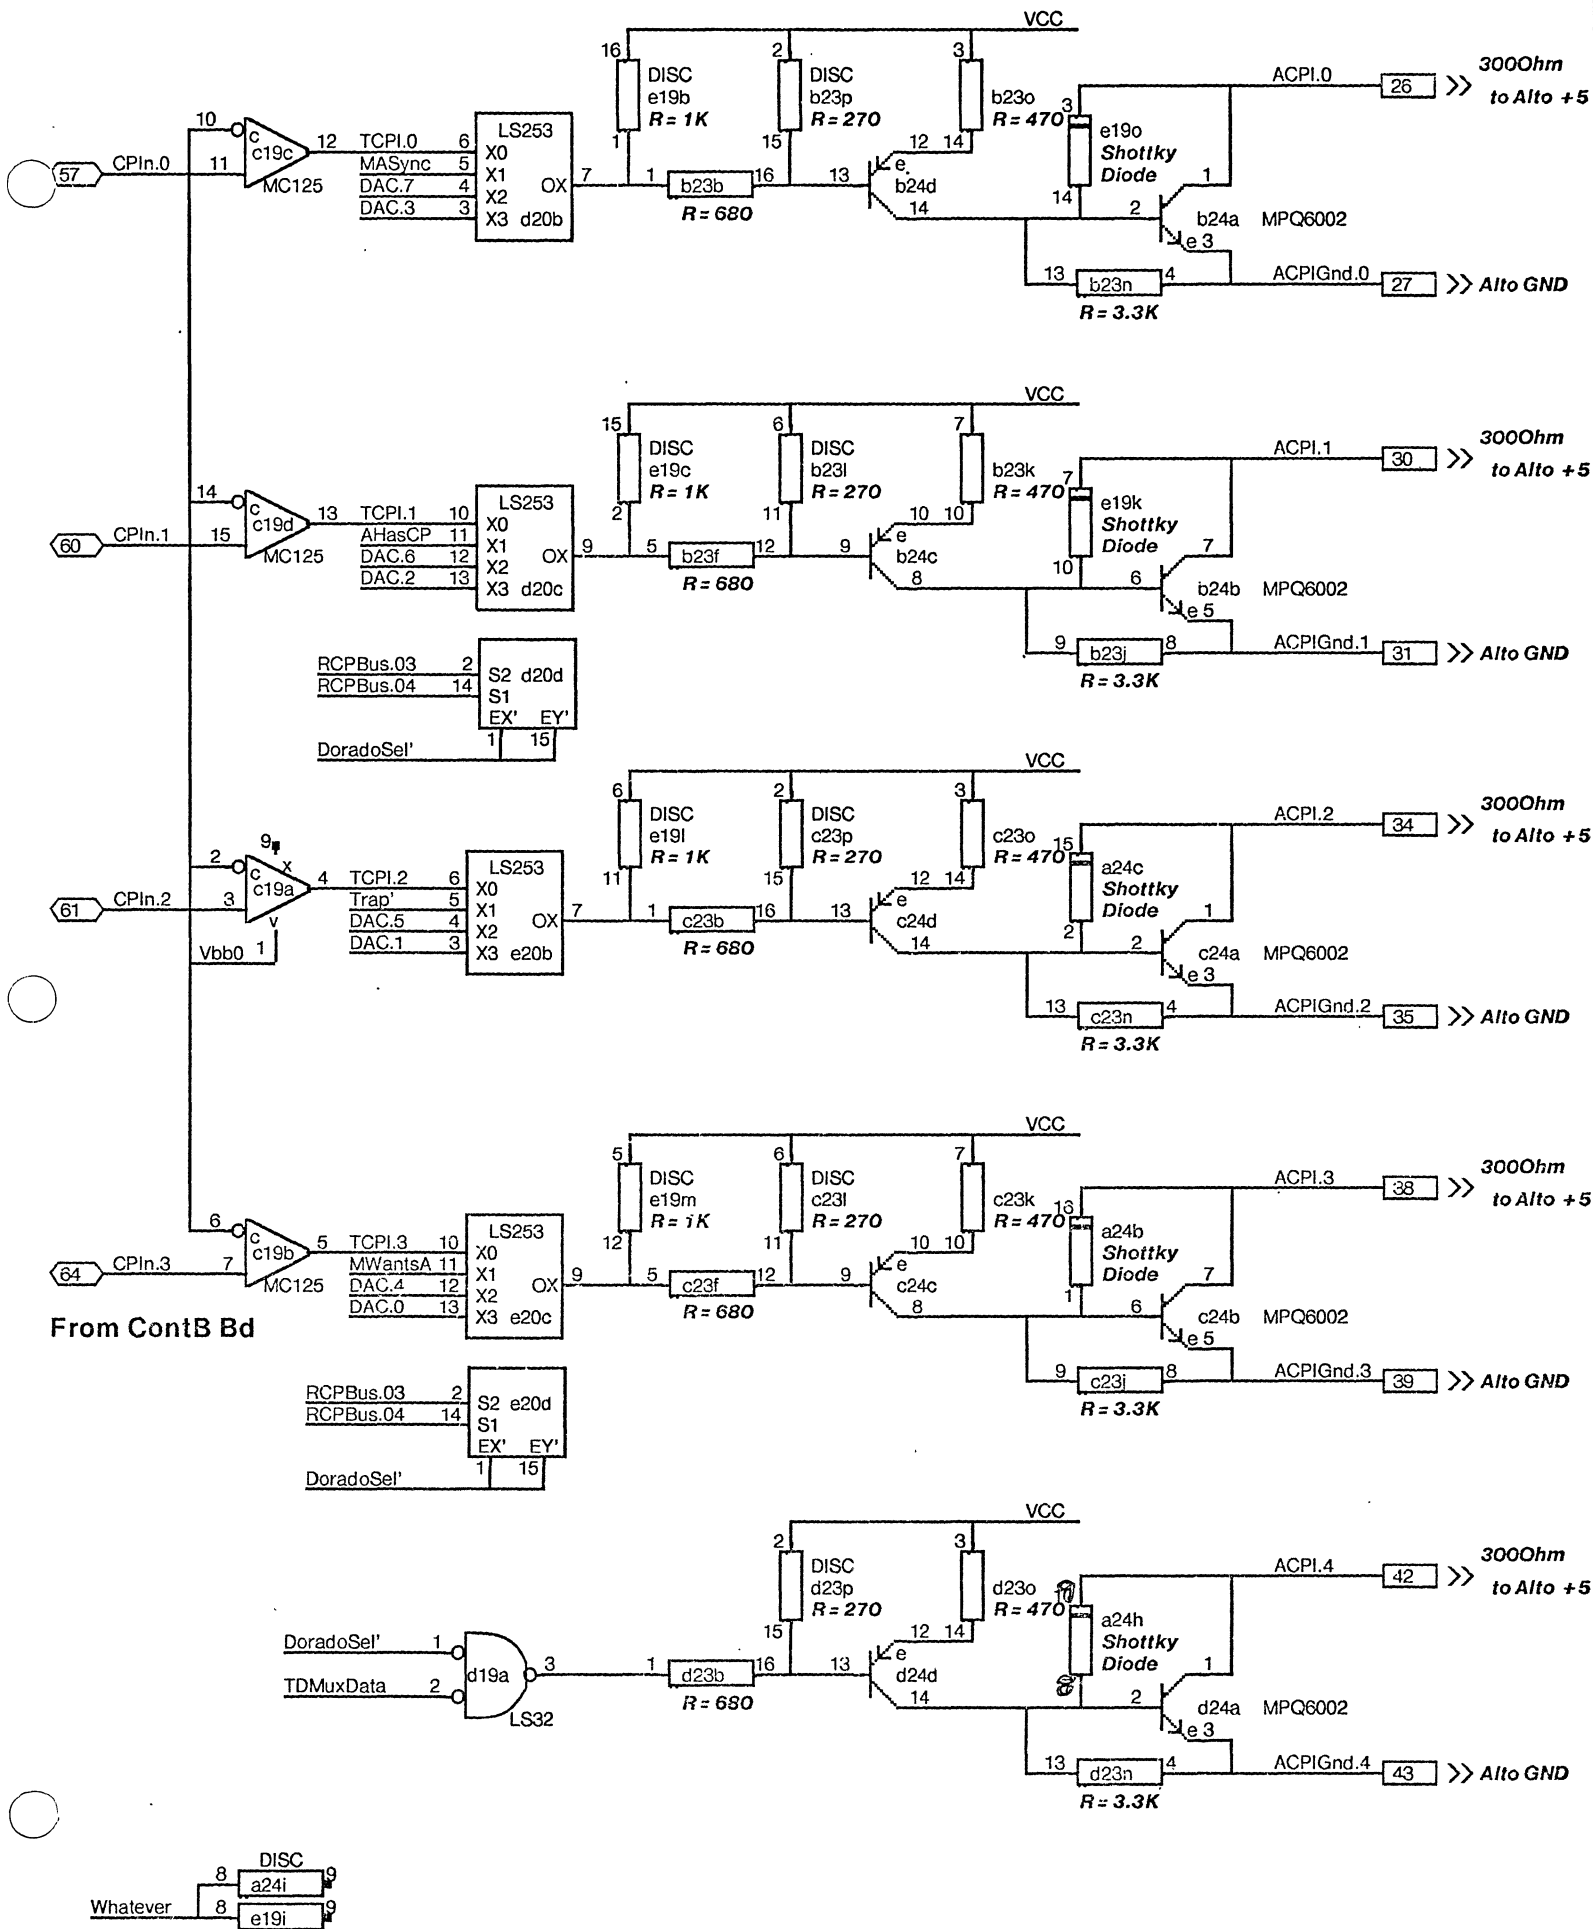 VCC
16 DISC e19b R = 1K 1
2 DISC b23p R = 270 15
3 b23o R = 470 14
ACPI.0 26 >> 300Ohm to Alto +5
3 e19o Shottky Diode 14
10 c c19c 12 MC125
57 CPIn.0 11
LS253
TCPI.0 6 X0
MASync 5 X1
DAC.7 4 X2
DAC.3 3 X3
OX 7 d20b
1 b23b 16 R = 680
13 12 e b24d 14
2 1 b24a MPQ6002 e 3
13 b23n 4 R = 3.3K
ACPIGnd.0 27 >> Alto GND
VCC
15 DISC e19c R = 1K 2
6 DISC b23l R = 270 11
7 b23k R = 470 10
ACPI.1 30 >> 300Ohm to Alto +5
7 e19k Shottky Diode 10
14 c c19d 13 MC125
60 CPIn.1 15
LS253
TCPI.1 10 X0
AHasCP 11 X1
DAC.6 12 X2
DAC.2 13 X3
OX 9 d20c
5 b23f 12 R = 680
9 10 e b24c 8
6 7 b24b MPQ6002 e 5
9 b23j 8 R = 3.3K
ACPIGnd.1 31 >> Alto GND
RCPBus.03 2 S2 d20d
RCPBus.04 14 S1
EX' EY'
DoradoSel' 1 15
VCC
6 DISC e19l R = 1K 11
2 DISC c23p R = 270 15
3 c23o R = 470 14
ACPI.2 34 >> 300Ohm to Alto +5
15 a24c Shottky Diode 2
9 x
2 c c19a 4
61 CPIn.2 3
v
Vbb0 1
LS253
TCPI.2 6 X0
Trap' 5 X1
DAC.5 4 X2
DAC.1 3 X3
OX 7 e20b
1 c23b 16 R = 680
13 12 e c24d 14
2 1 c24a MPQ6002 e 3
13 c23n 4 R = 3.3K
ACPIGnd.2 35 >> Alto GND
VCC
5 DISC e19m R = 1K 12
6 DISC c23l R = 270 11
7 c23k R = 470 10
ACPI.3 38 >> 300Ohm to Alto +5
16 a24b Shottky Diode 1
6 c c19b 5 MC125
64 CPIn.3 7
LS253
TCPI.3 10 X0
MWantsA 11 X1
DAC.4 12 X2
DAC.0 13 X3
OX 9 e20c
5 c23f 12 R = 680
9 10 e c24c 8
6 7 c24b MPQ6002 e 5
9 c23j 8 R = 3.3K
ACPIGnd.3 39 >> Alto GND
From ContB Bd
RCPBus.03 2 S2 e20d
RCPBus.04 14 S1
EX' EY'
DoradoSel' 1 15
VCC
2 DISC d23p R = 270 15
3 d23o R = 470 14
ACPI.4 42 >> 300Ohm to Alto +5
a24h Shottky Diode
DoradoSel' 1
TDMuxData 2
d19a 3 LS32
1 d23b 16 R = 680
13 12 e d24d 14
2 1 d24a MPQ6002 e 3
13 d23n 4 R = 3.3K
ACPIGnd.4 43 >> Alto GND
DISC
8 a24i 9
Whatever 8 e19i 9